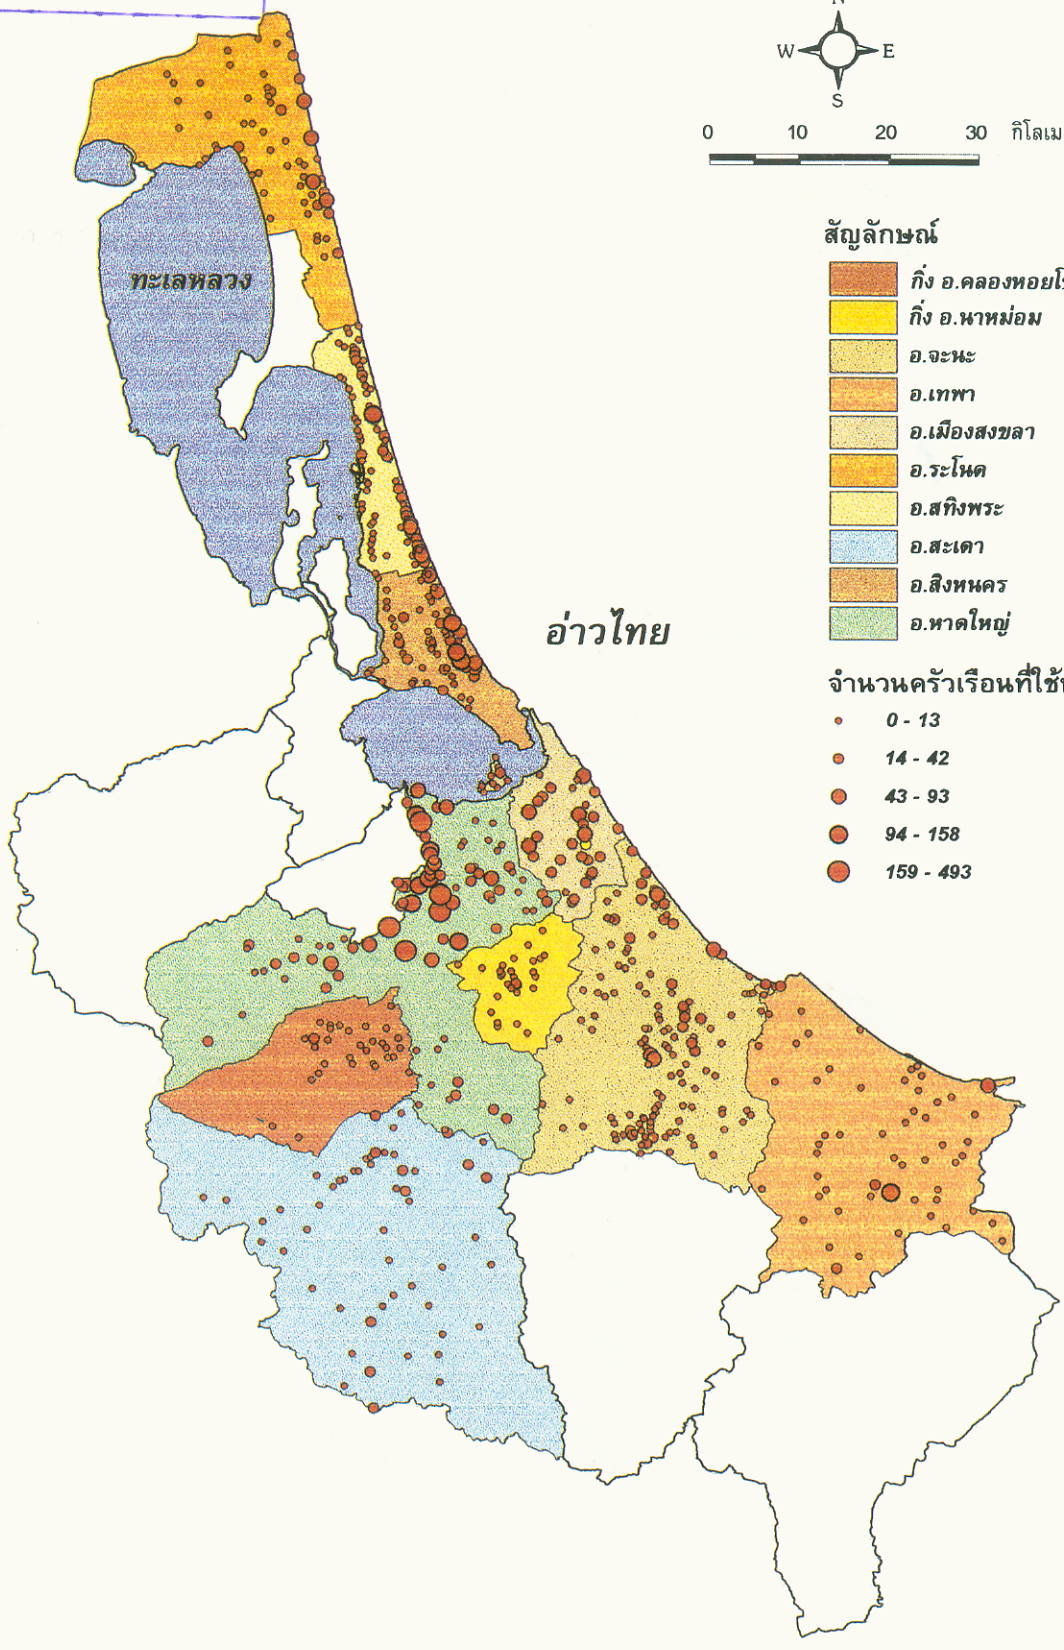 N
W E
S
0 10 20 30 กิโลเม
สัญลักษณ์
กิ่ง อ.คลองหอยโ
กิ่ง อ.นาหม่อม
อ.จะนะ
อ.เทพา
อ.เมืองสงขลา
อ.ระโนด
อ.สทิงพระ
อ.สะเดา
อ.สิงหนคร
อ.หาดใหญ่
จำนวนครัวเรือนที่ใช้
0 - 13
14 - 42
43 - 93
94 - 158
159 - 493
ทะเลหลวง
อ่าวไทย